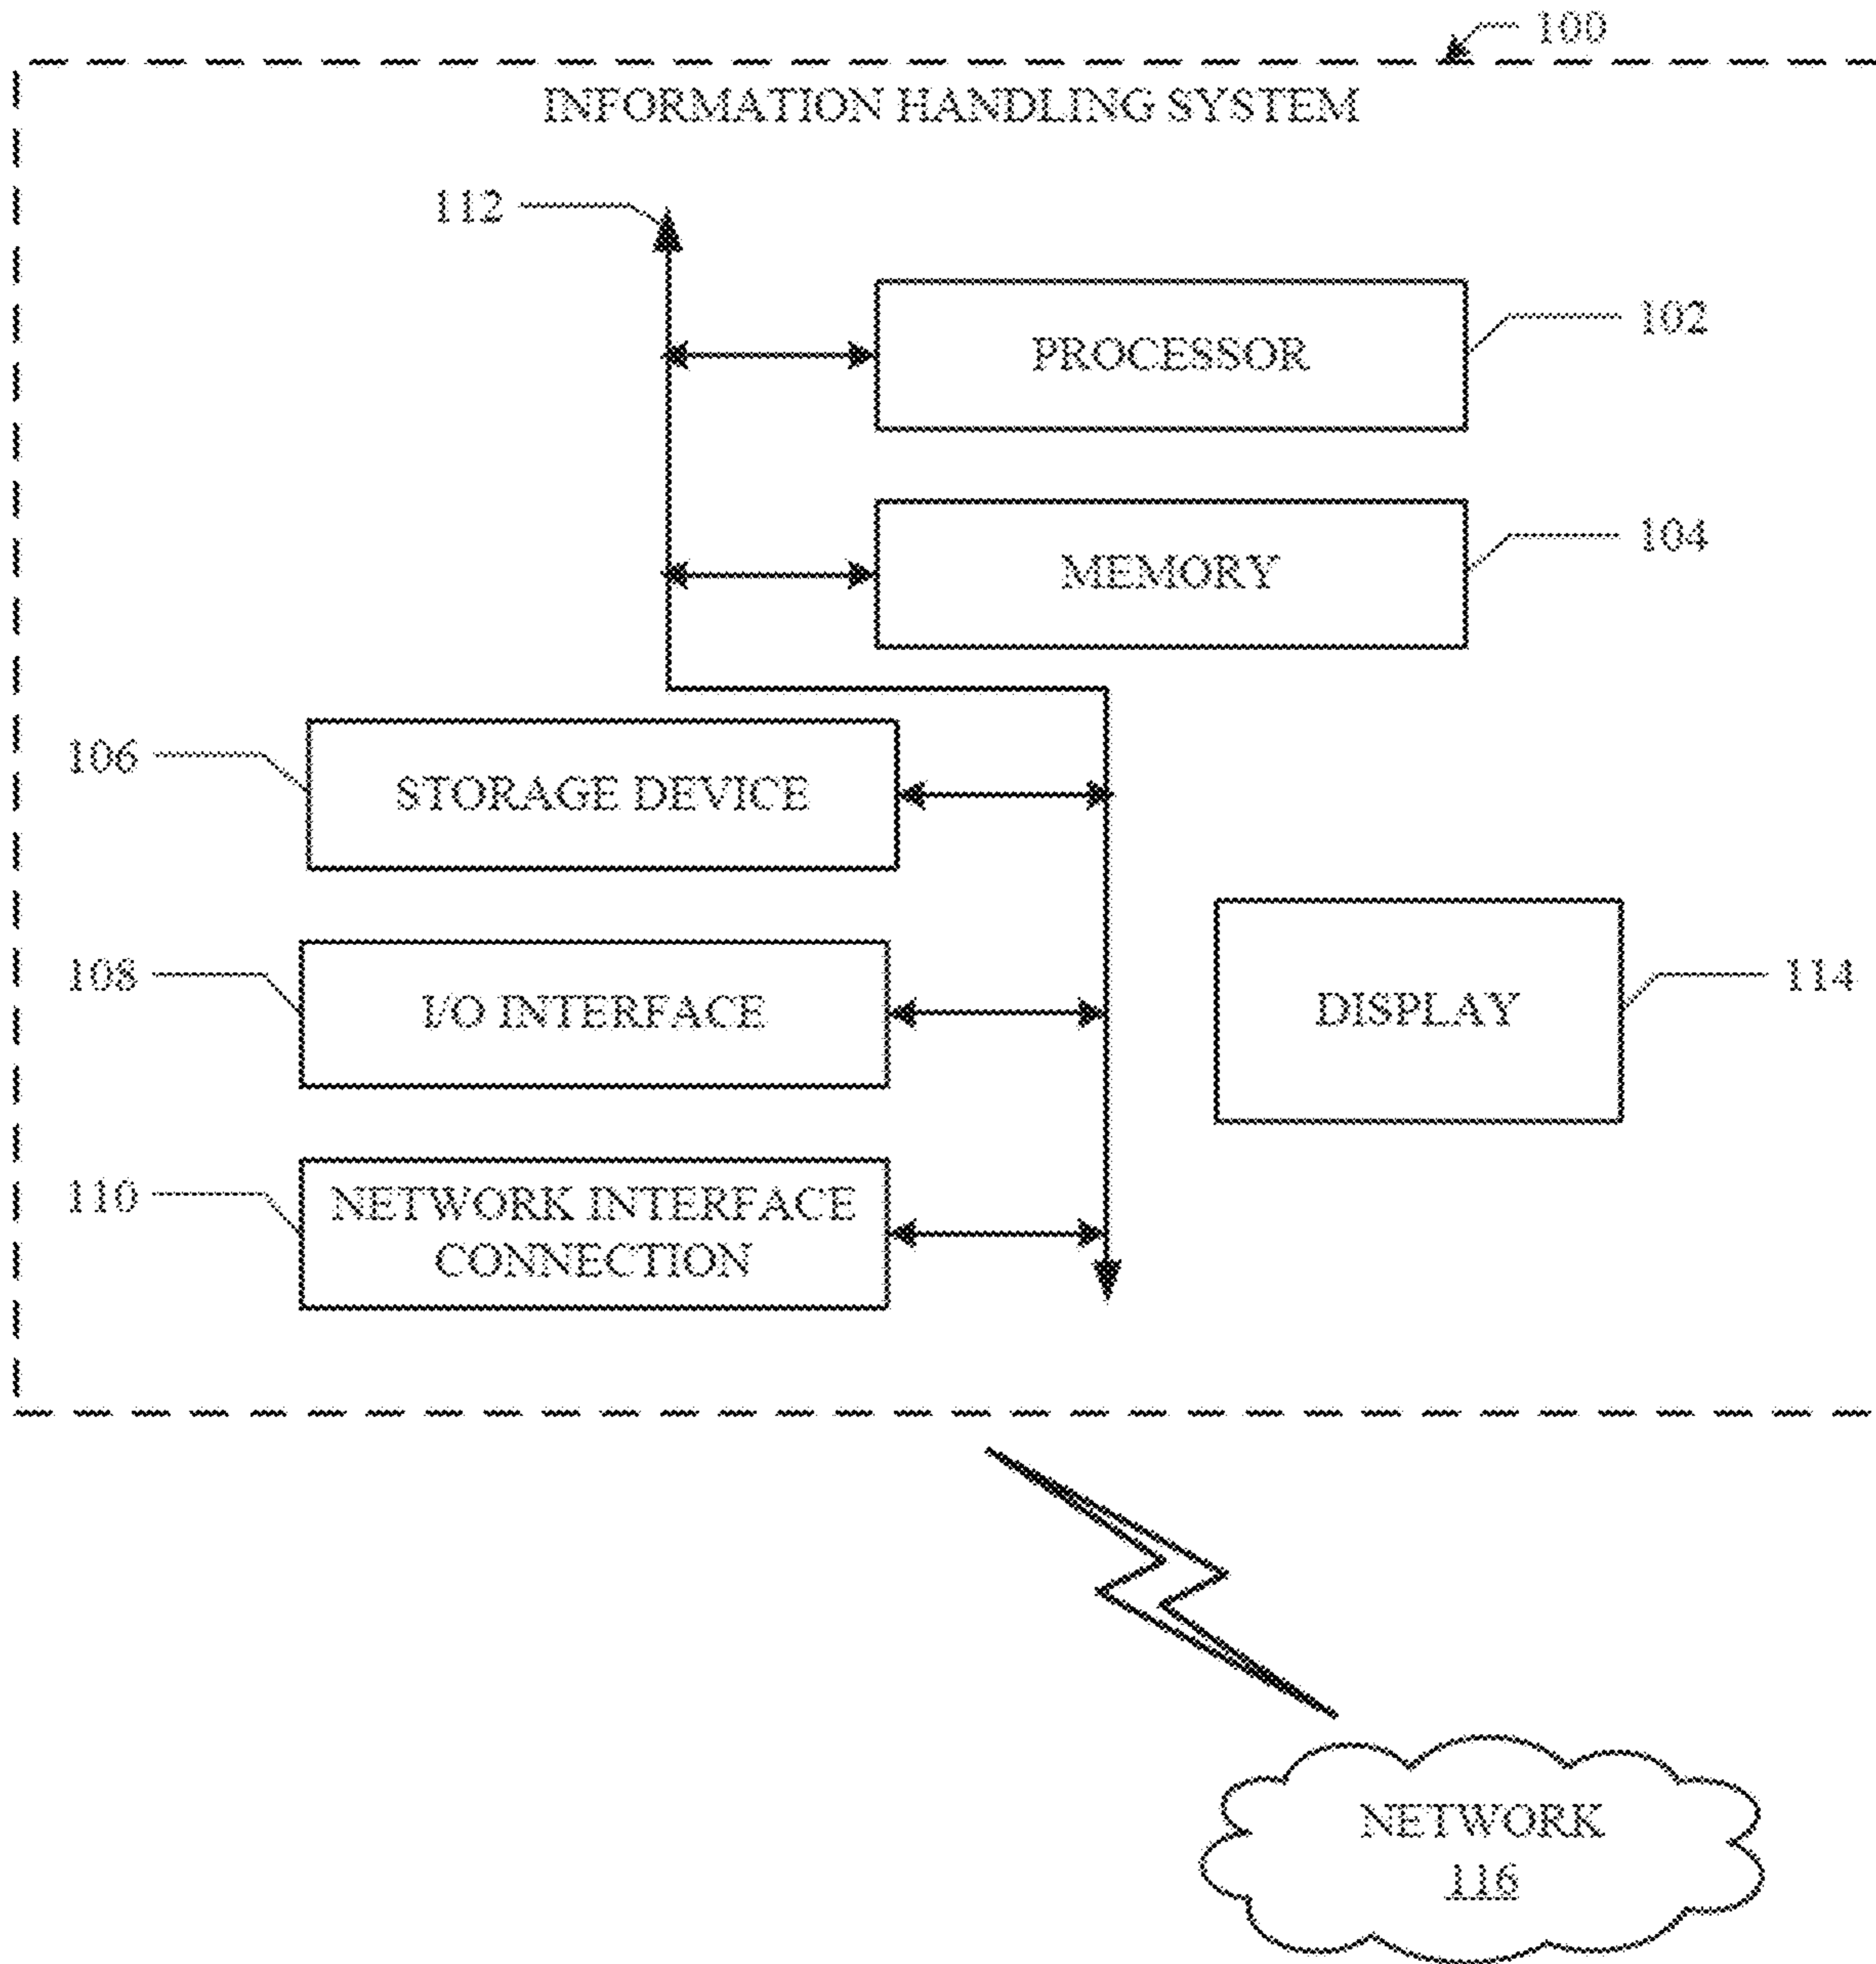 100
INFORMATION HANDLING SYSTEM
112
PROCESSOR
102
MEMORY
104
106
STORAGE DEVICE
108
I/O INTERFACE
DISPLAY
114
110
NETWORK INTERFACE
CONNECTION
NETWORK
116